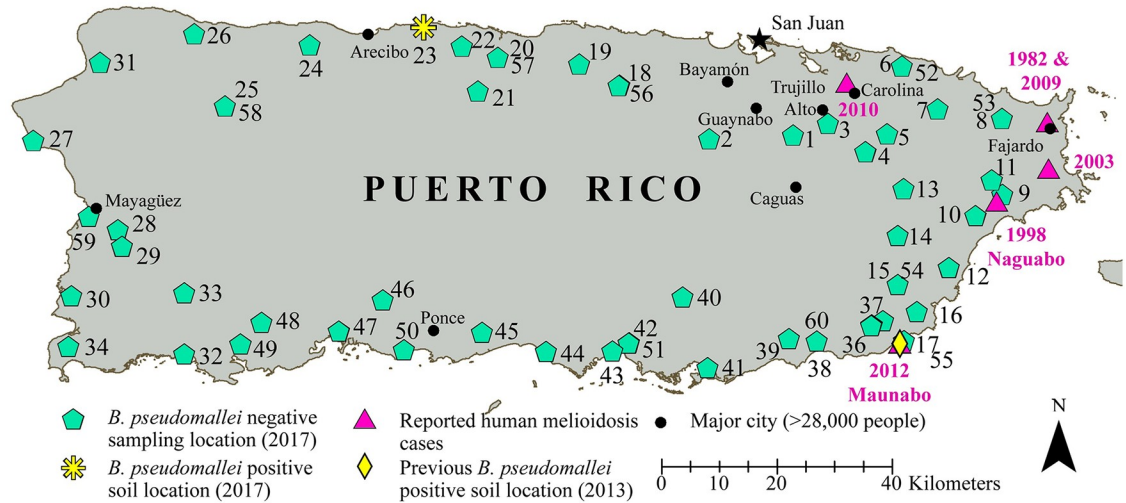 San Juan
26
Arecibo
23
22
20
57
19
1982 &
2009
31
24
Bayamón
6
52
18
56
Trujillo
Alto
Carolina
2010
25
58
21
Guaynabo
7
53
8
27
2
1
3
5
4
Fajardo
2003
11
PUERTO RICO
Caguas
13
9
Mayagüez
59
28
29
10
14
1998
Naguabo
12
15
54
30
33
46
40
16
37
36
48
47
Ponce
50
45
42
51
60
39
38
17
55
34
32
49
44
43
41
2012
Maunabo
B. pseudomallei negative
sampling location (2017)
Reported human melioidosis
cases
Major city (>28,000 people)
N
B. pseudomallei positive
soil location (2017)
Previous B. pseudomallei
positive soil location (2013)
0 20 40 Kilometers